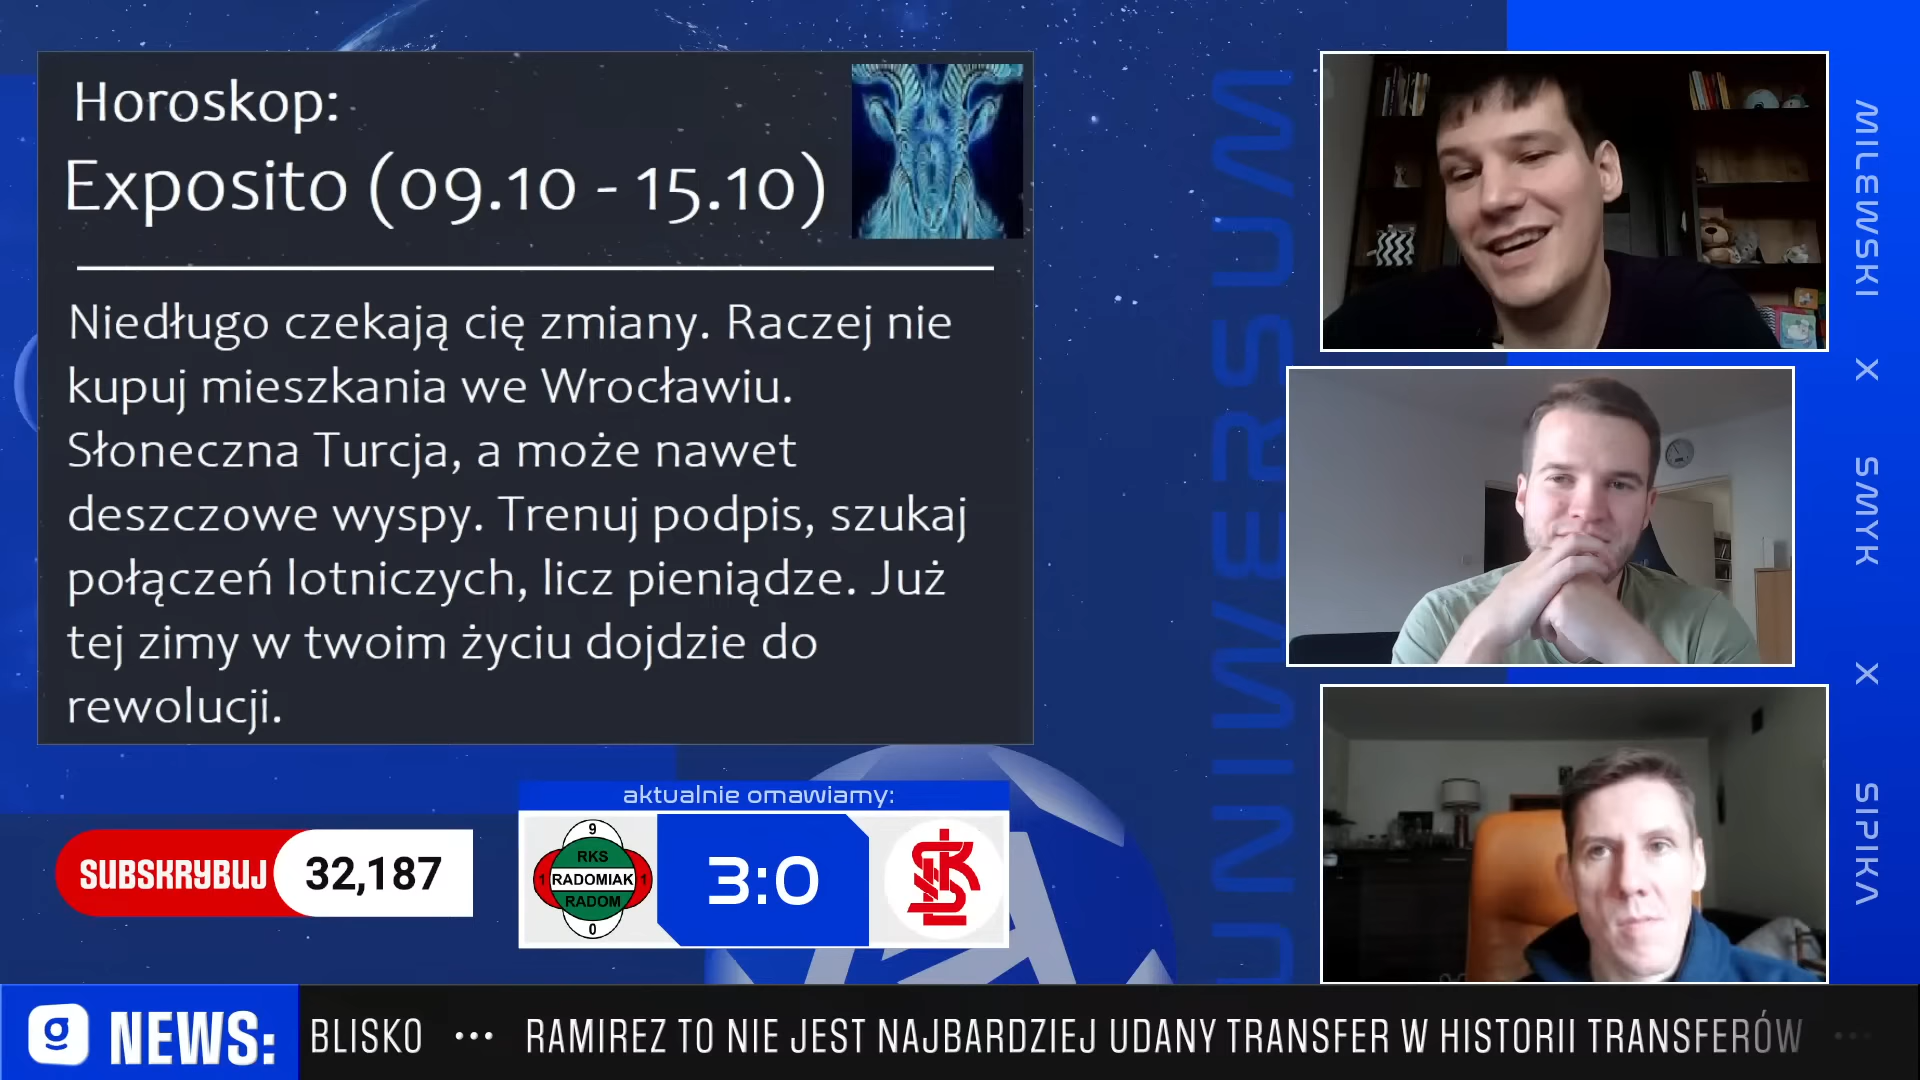 Horoskop:
Exposito (09.10 - 15.10)
Niedługo czekają cię zmiany. Raczej nie
kupuj mieszkania we Wrocławiu.
Słoneczna Turcja, a może nawet
deszczowe wyspy. Trenuj podpis, szukaj
połączeń lotniczych, licz pieniądze. Już
tej zimy w twoim życiu dojdzie do
rewolucji.
UNIWERSUM
MILEWSKI X SMYK X SIPIKA
aktualnie omawiamy:
SUBSKRYBUJ 32,187
9
RKS
1 RADOMIAK 1
RADOM
0
3:0
ŁKS
g NEWS: BLISKO ••• RAMIREZ TO NIE JEST NAJBARDZIEJ UDANY TRANSFER W HISTORII TRANSFERÓW •••